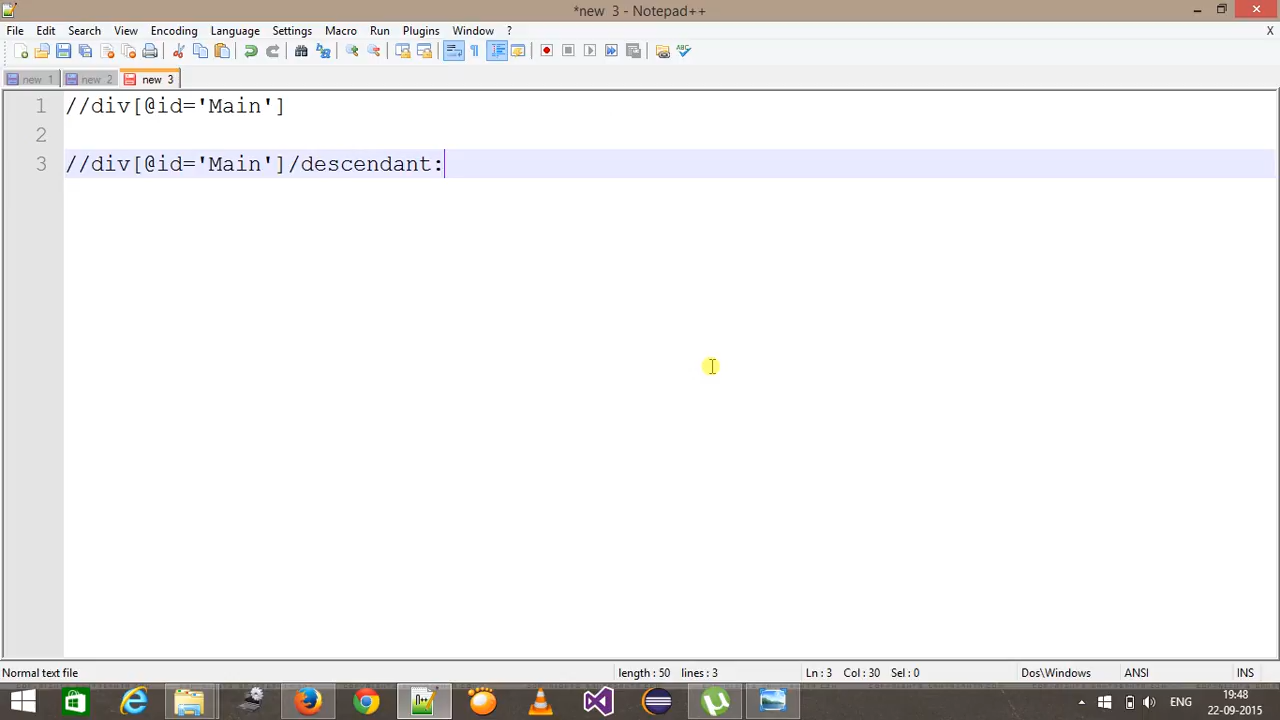 *new 3 - Notepad++
File Edit Search View Encoding Language Settings Macro Run Plugins Window ? X
new 1 new 2 new 3
1 //div[@id='Main']
2
3 //div[@id='Main']/descendant:
Normal text file length : 50 lines : 3 Ln : 3 Col : 30 Sel : 0 Dos\Windows ANSI INS
ENG 19:48
22-09-2015